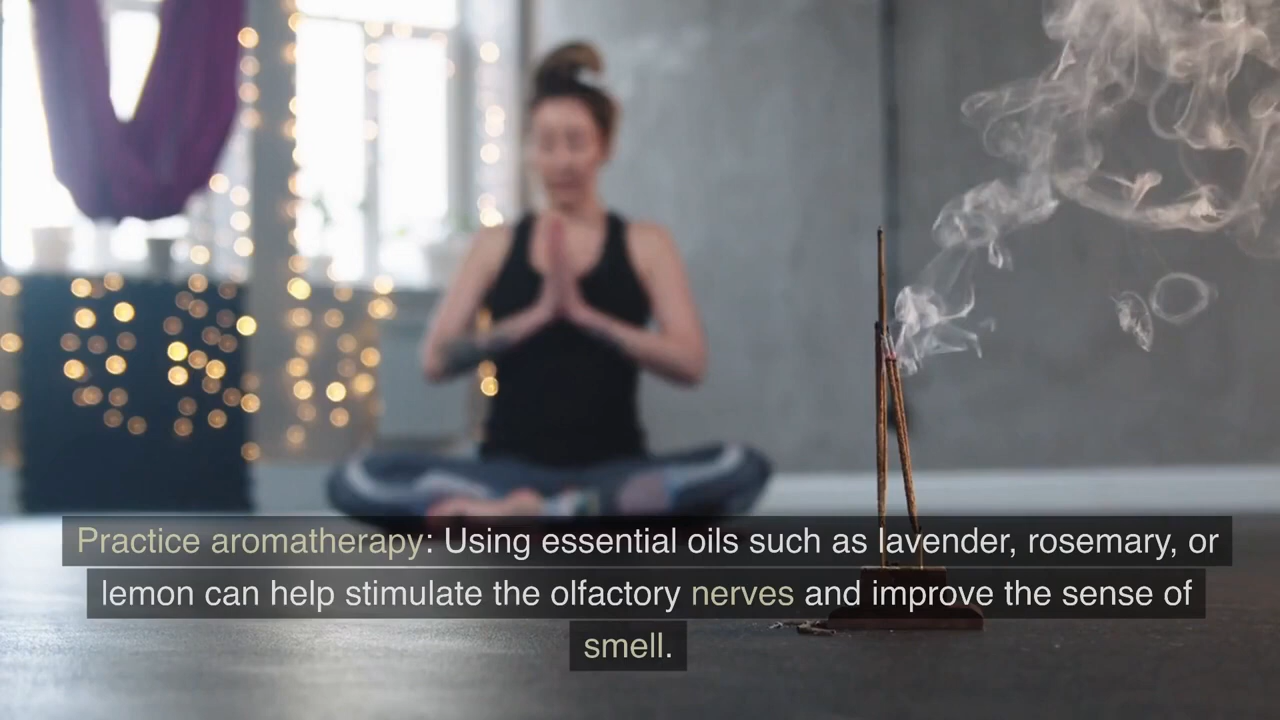 Practice aromatherapy: Using essential oils such as lavender, rosemary, or
lemon can help stimulate the olfactory nerves and improve the sense of
smell.